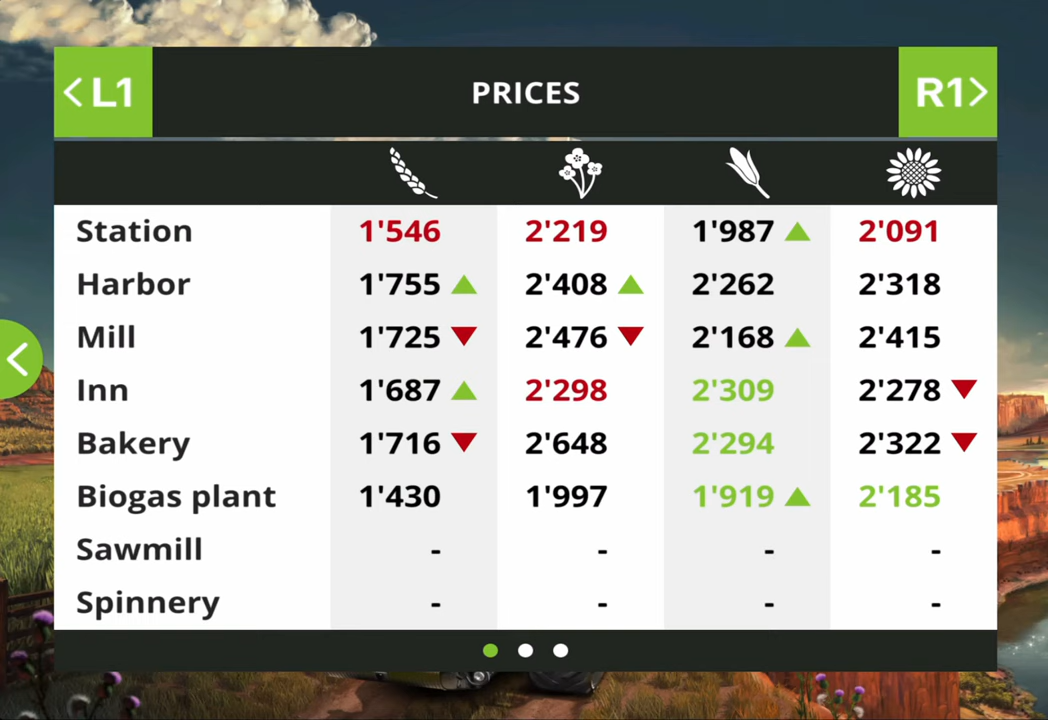 < L1 PRICES R1 >
Station 1'546 2'219 1'987 ▲ 2'091
Harbor 1'755 ▲ 2'408 ▲ 2'262 2'318
Mill 1'725 ▼ 2'476 ▼ 2'168 ▲ 2'415
Inn 1'687 ▲ 2'298 2'309 2'278 ▼
Bakery 1'716 ▼ 2'648 2'294 2'322 ▼
Biogas plant 1'430 1'997 1'919 ▲ 2'185
Sawmill - - - -
Spinnery - - - -